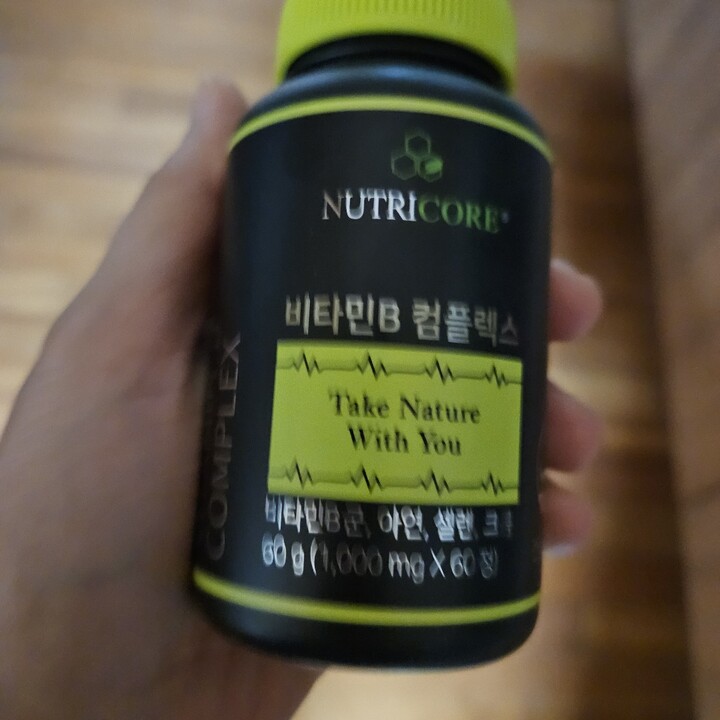 NUTRICORE
비타민B 컴플렉스
Take Nature
With You
비타민B군, 아연, 셀렌,
60 g (1,000 mg X 60 정)
COMPLEX